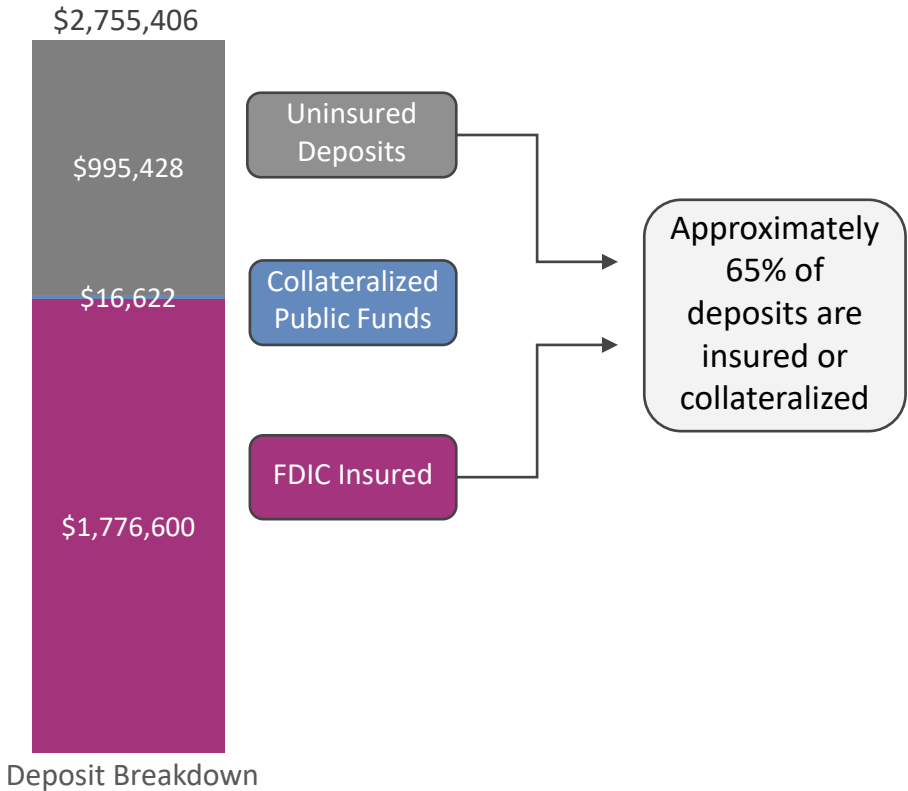 $2,755,406
$995,428
$16,622
$1,776,600
Deposit Breakdown
Uninsured
Deposits
Collateralized
Public Funds
FDIC Insured
Approximately
65% of
deposits are
insured or
collateralized